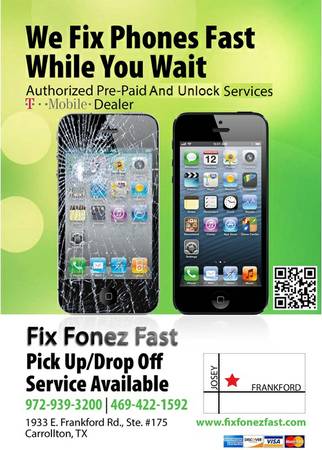 We Fix Phones Fast
While You Wait
Authorized Pre-Paid And Unlock Services
T··Mobile· Dealer
Fix Fonez Fast
Pick Up/Drop Off
Service Available
972-939-3200 | 469-422-1592
1933 E. Frankford Rd., Ste. #175
Carrollton, TX
JOSEY
FRANKFORD
www.fixfonezfast.com
DISCOVER
VISA